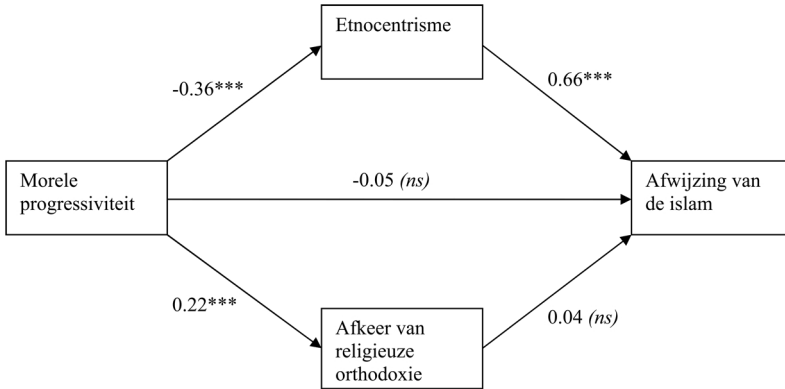 Etnocentrisme
-0.36***
0.66***
Morele
progressiviteit
-0.05 (ns)
Afwijzing van
de islam
0.22***
0.04 (ns)
Afkeer van
religieuze
orthodoxie